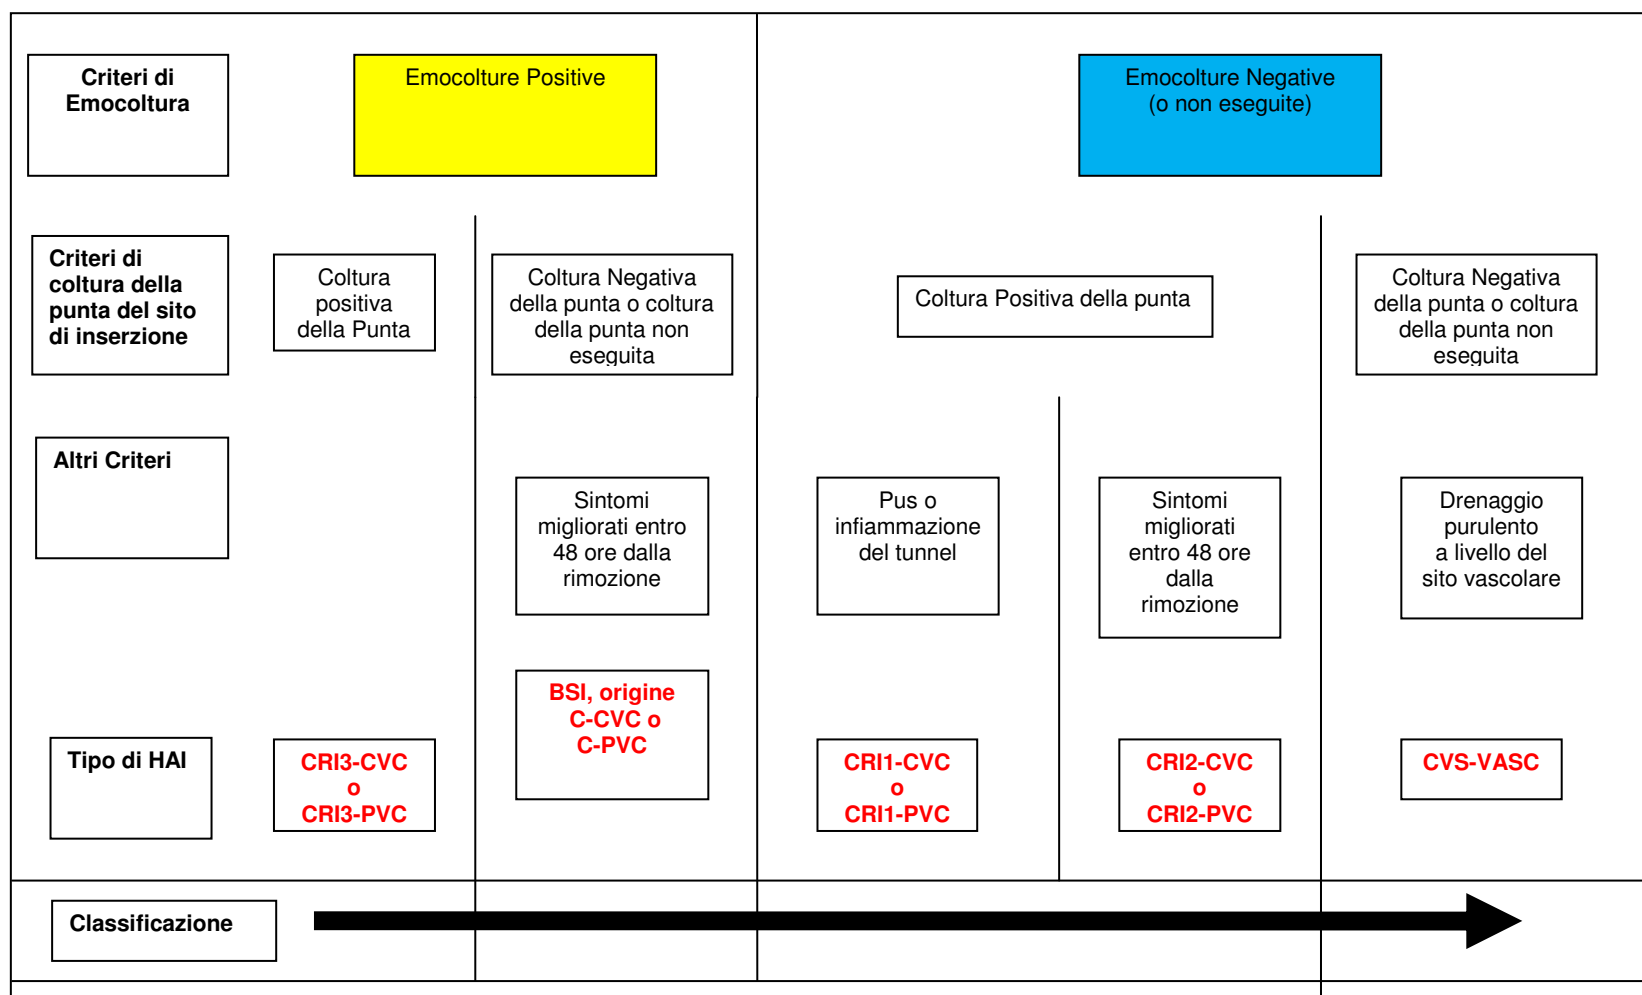 Criteri di
Emocoltura
Emocolture Positive
Emocolture Negative
(o non eseguite)
Criteri di
coltura della
punta del sito
di inserzione
Coltura
positiva
della Punta
Coltura Negativa
della punta o coltura
della punta non
eseguita
Coltura Positiva della punta
Coltura Negativa
della punta o coltura
della punta non
eseguita
Altri Criteri
Sintomi
migliorati entro
48 ore dalla
rimozione
Pus o
infiammazione
del tunnel
Sintomi
migliorati
entro 48 ore
dalla
rimozione
Drenaggio
purulento
a livello del
sito vascolare
Tipo di HAI
CRI3-CVC
o
CRI3-PVC
BSI, origine
C-CVC o
C-PVC
CRI1-CVC
o
CRI1-PVC
CRI2-CVC
o
CRI2-PVC
CVS-VASC
Classificazione